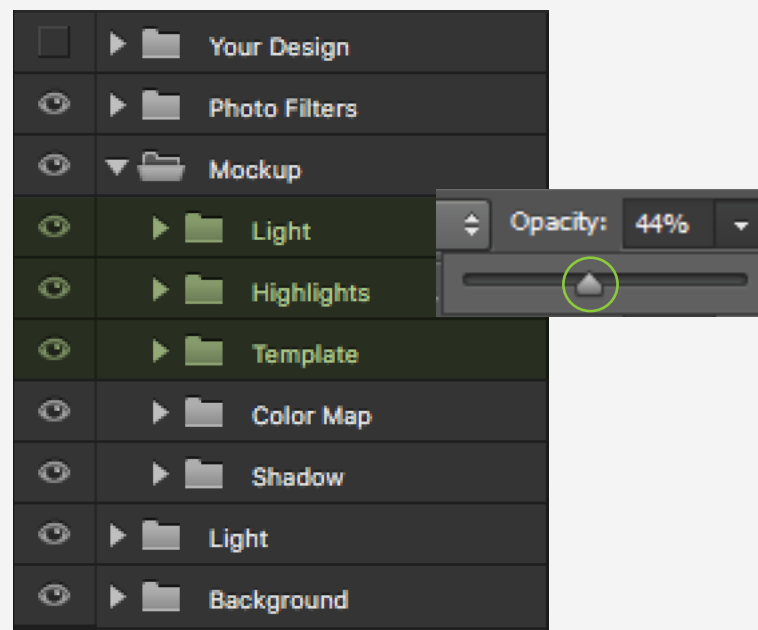 Your Design
Photo Filters
Mockup
Light
Opacity: 44%
Highlights
Template
Color Map
Shadow
Light
Background